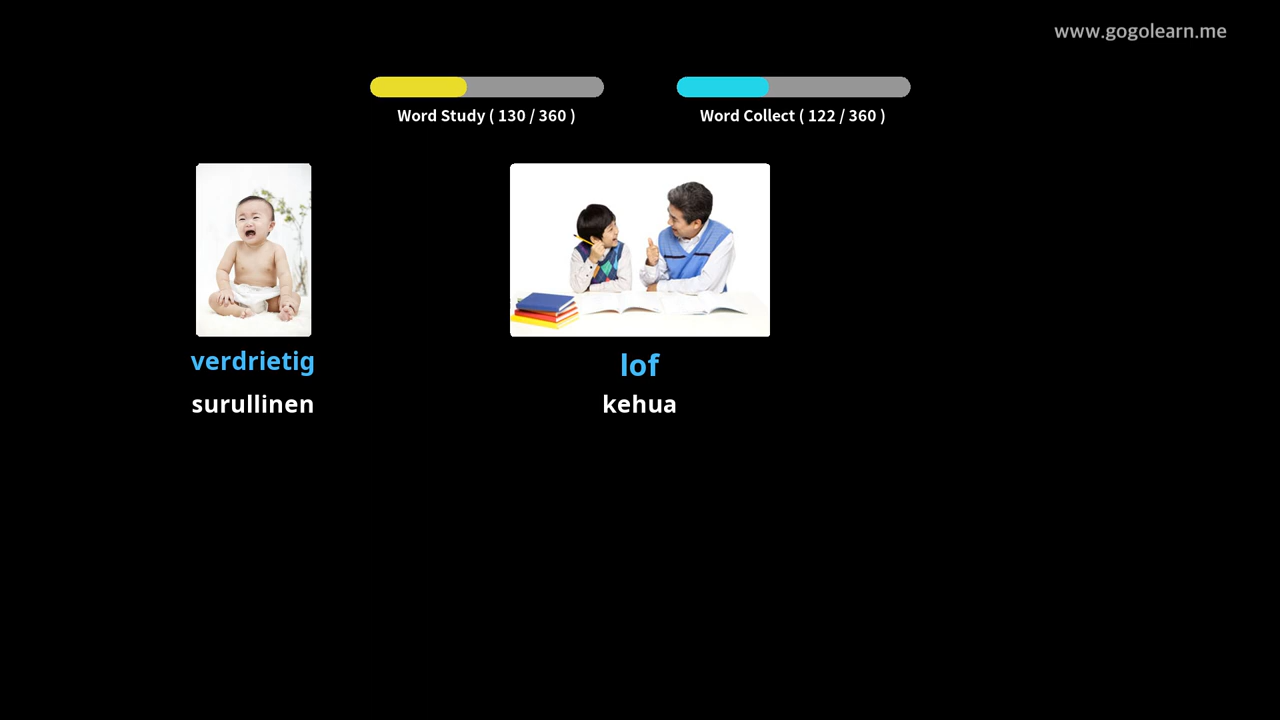 www.gogolearn.me
Word Study ( 130 / 360 )
Word Collect ( 122 / 360 )
verdrietig
surullinen
lof
kehua